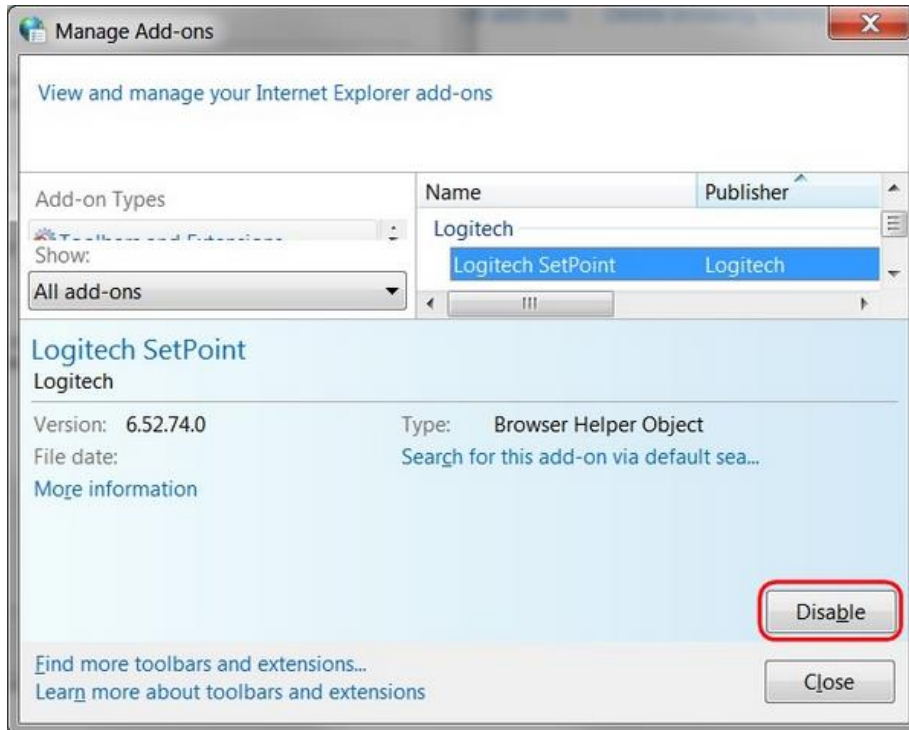 Manage Add-ons
View and manage your Internet Explorer add-ons
Add-on Types
Toolbars and Extensions
Show:
All add-ons
Name Publisher
Logitech
Logitech SetPoint Logitech
Logitech SetPoint
Logitech
Version: 6.52.74.0 Type: Browser Helper Object
File date: Search for this add-on via default sea...
More information
Disable
Find more toolbars and extensions...
Learn more about toolbars and extensions
Close